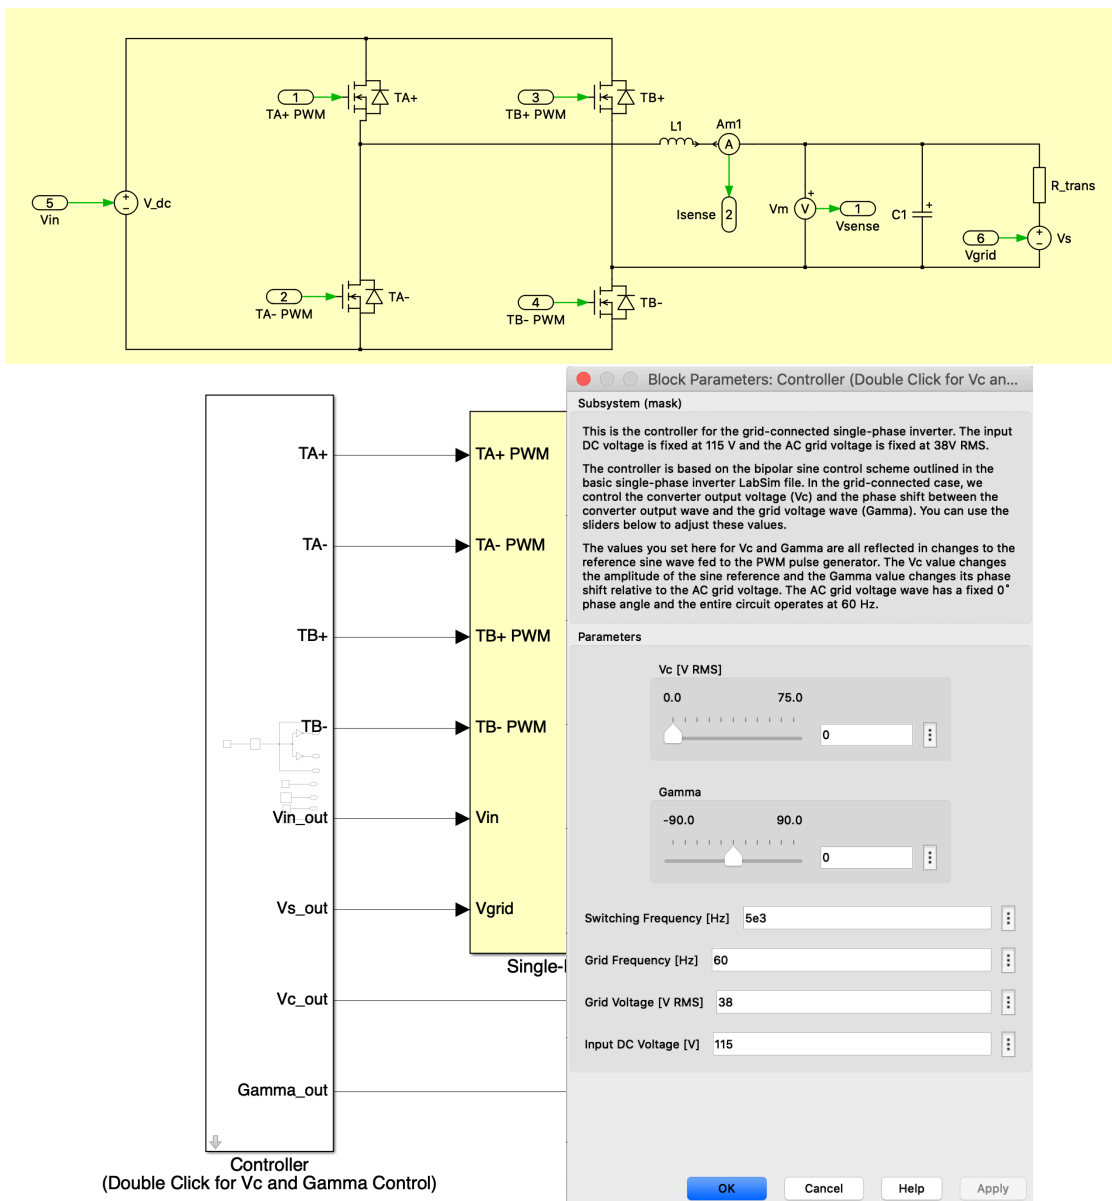 1
TA+ PWM
TA+
3
TB+ PWM
TB+
L1
Am1
A
5
Vin
+
−
V_dc
Isense
2
Vm
+
V
1
Vsense
C1
+
R_trans
6
Vgrid
+
−
Vs
2
TA- PWM
TA-
4
TB- PWM
TB-
TA+
TA-
TB+
TB-
Vin_out
Vs_out
Vc_out
Gamma_out
Controller
(Double Click for Vc and Gamma Control)
TA+ PWM
TA- PWM
TB+ PWM
TB- PWM
Vin
Vgrid
Single-
Block Parameters: Controller (Double Click for Vc an...
Subsystem (mask)
This is the controller for the grid-connected single-phase inverter. The input
DC voltage is fixed at 115 V and the AC grid voltage is fixed at 38V RMS.
The controller is based on the bipolar sine control scheme outlined in the
basic single-phase inverter LabSim file. In the grid-connected case, we
control the converter output voltage (Vc) and the phase shift between the
converter output wave and the grid voltage wave (Gamma). You can use the
sliders below to adjust these values.
The values you set here for Vc and Gamma are all reflected in changes to the
reference sine wave fed to the PWM pulse generator. The Vc value changes
the amplitude of the sine reference and the Gamma value changes its phase
shift relative to the AC grid voltage. The AC grid voltage wave has a fixed 0˚
phase angle and the entire circuit operates at 60 Hz.
Parameters
Vc [V RMS]
0.0 75.0
0
Gamma
-90.0 90.0
0
Switching Frequency [Hz] 5e3
Grid Frequency [Hz] 60
Grid Voltage [V RMS] 38
Input DC Voltage [V] 115
OK Cancel Help Apply